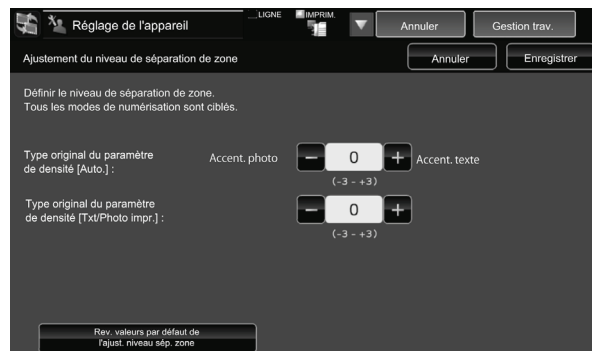 Réglage de l'appareil
LIGNE
IMPRIM.
Annuler
Gestion trav.
Ajustement du niveau de séparation de zone
Annuler
Enregistrer
Définir le niveau de séparation de zone.
Tous les modes de numérisation sont ciblés.
Type original du paramètre
de densité [Auto.] :
Accent. photo
0
Accent. texte
(-3 - +3)
Type original du paramètre
de densité [Txt/Photo impr.] :
0
(-3 - +3)
Rev. valeurs par défaut de
l'ajust. niveau sép. zone